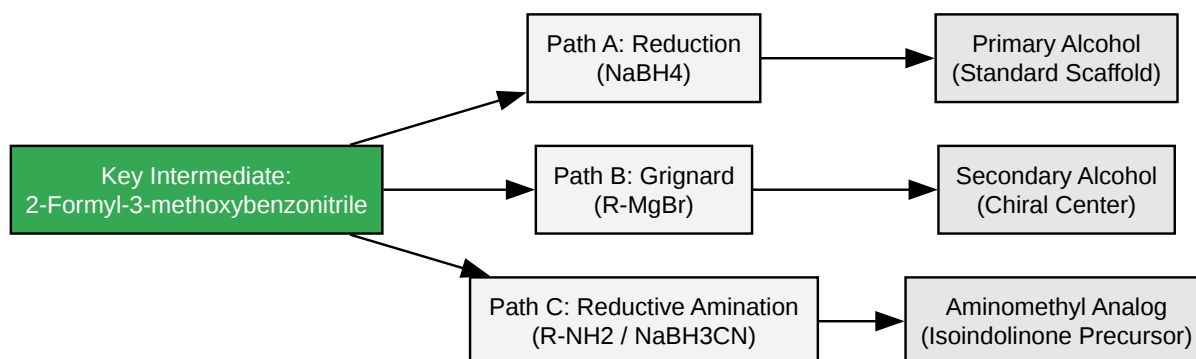 Path A: Reduction
(NaBH4)
Primary Alcohol
(Standard Scaffold)
Key Intermediate:
2-Formyl-3-methoxybenzonitrile
Path B: Grignard
(R-MgBr)
Secondary Alcohol
(Chiral Center)
Path C: Reductive Amination
(R-NH2 / NaBH3CN)
Aminomethyl Analog
(Isoindolinone Precursor)